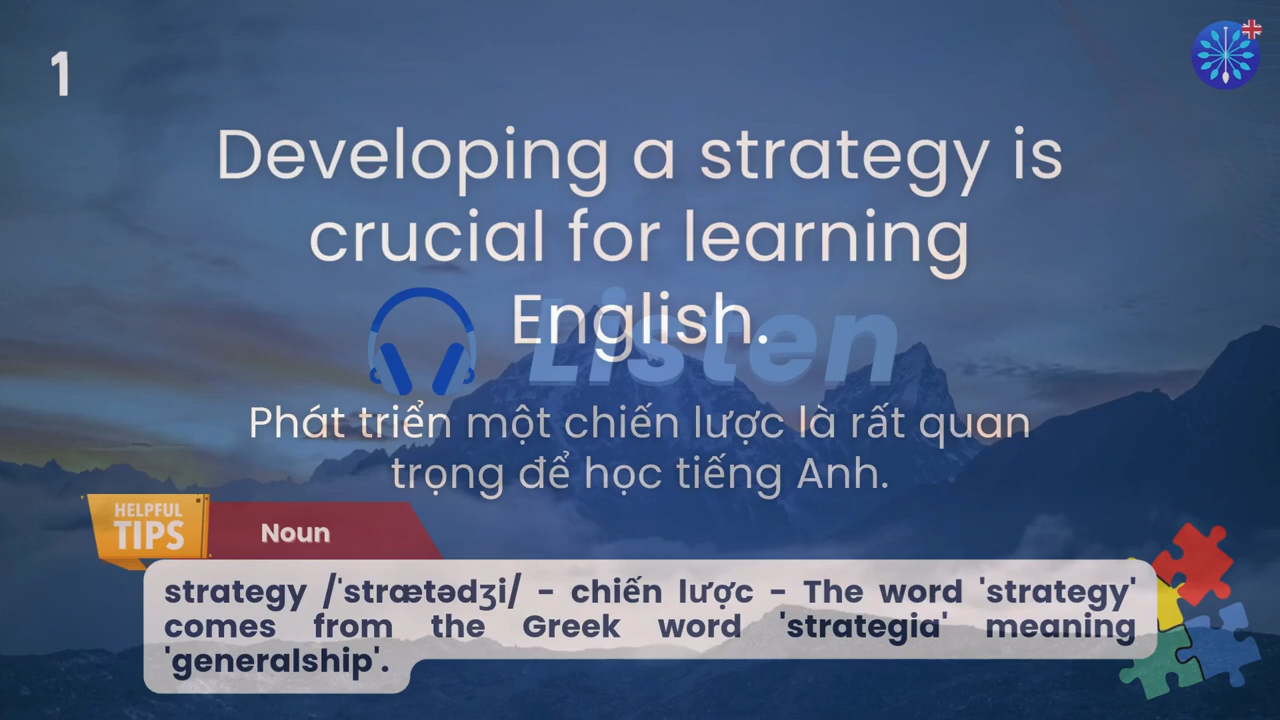 1
Developing a strategy is
crucial for learning
English.
Listen
Phát triển một chiến lược là rất quan
trọng để học tiếng Anh.
HELPFUL
TIPS
Noun
strategy /ˈstrætədʒi/ - chiến lược - The word 'strategy'
comes from the Greek word 'strategia' meaning
'generalship'.